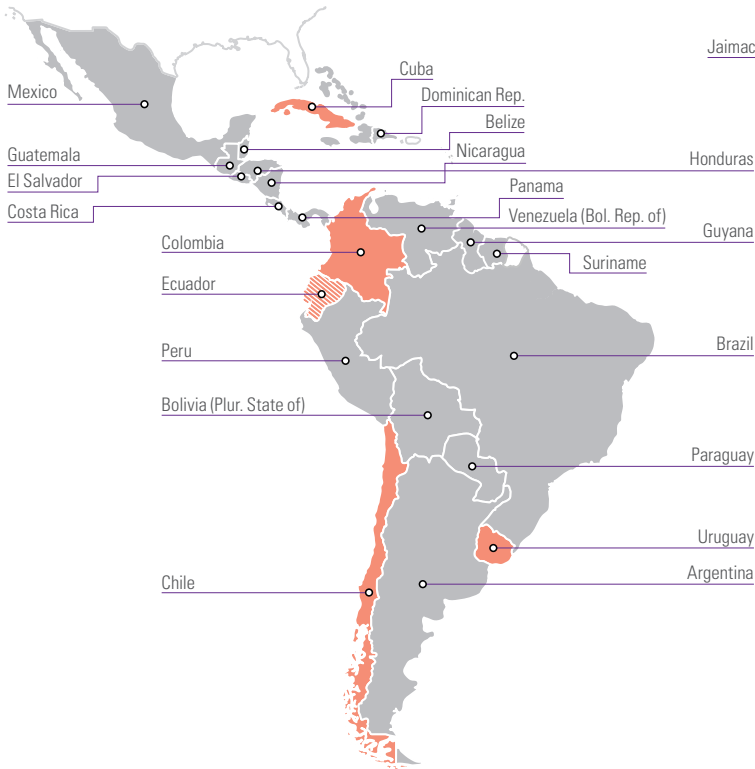 Jaimac
Cuba
Mexico
Dominican Rep.
Belize
Guatemala
Nicaragua
Honduras
El Salvador
Panama
Costa Rica
Venezuela (Bol. Rep. of)
Guyana
Colombia
Suriname
Ecuador
Brazil
Peru
Bolivia (Plur. State of)
Paraguay
Uruguay
Argentina
Chile